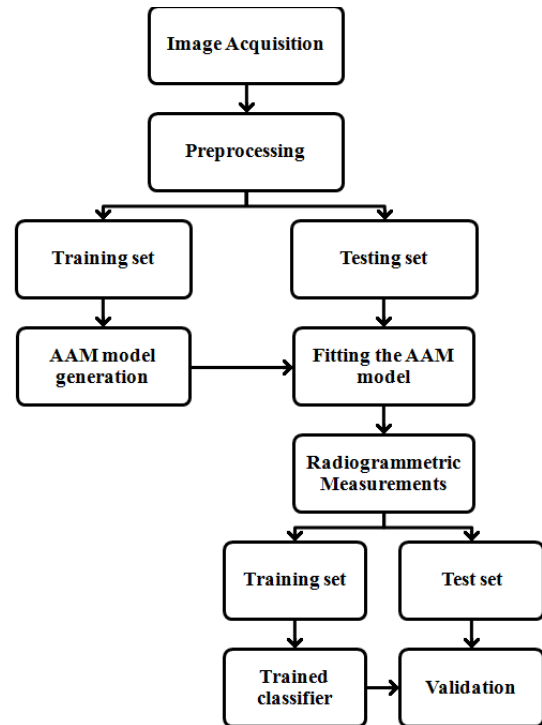 Image Acquisition
Preprocessing
Training set
Testing set
AAM model
generation
Fitting the AAM
model
Radiogrammetric
Measurements
Training set
Test set
Trained
classifier
Validation